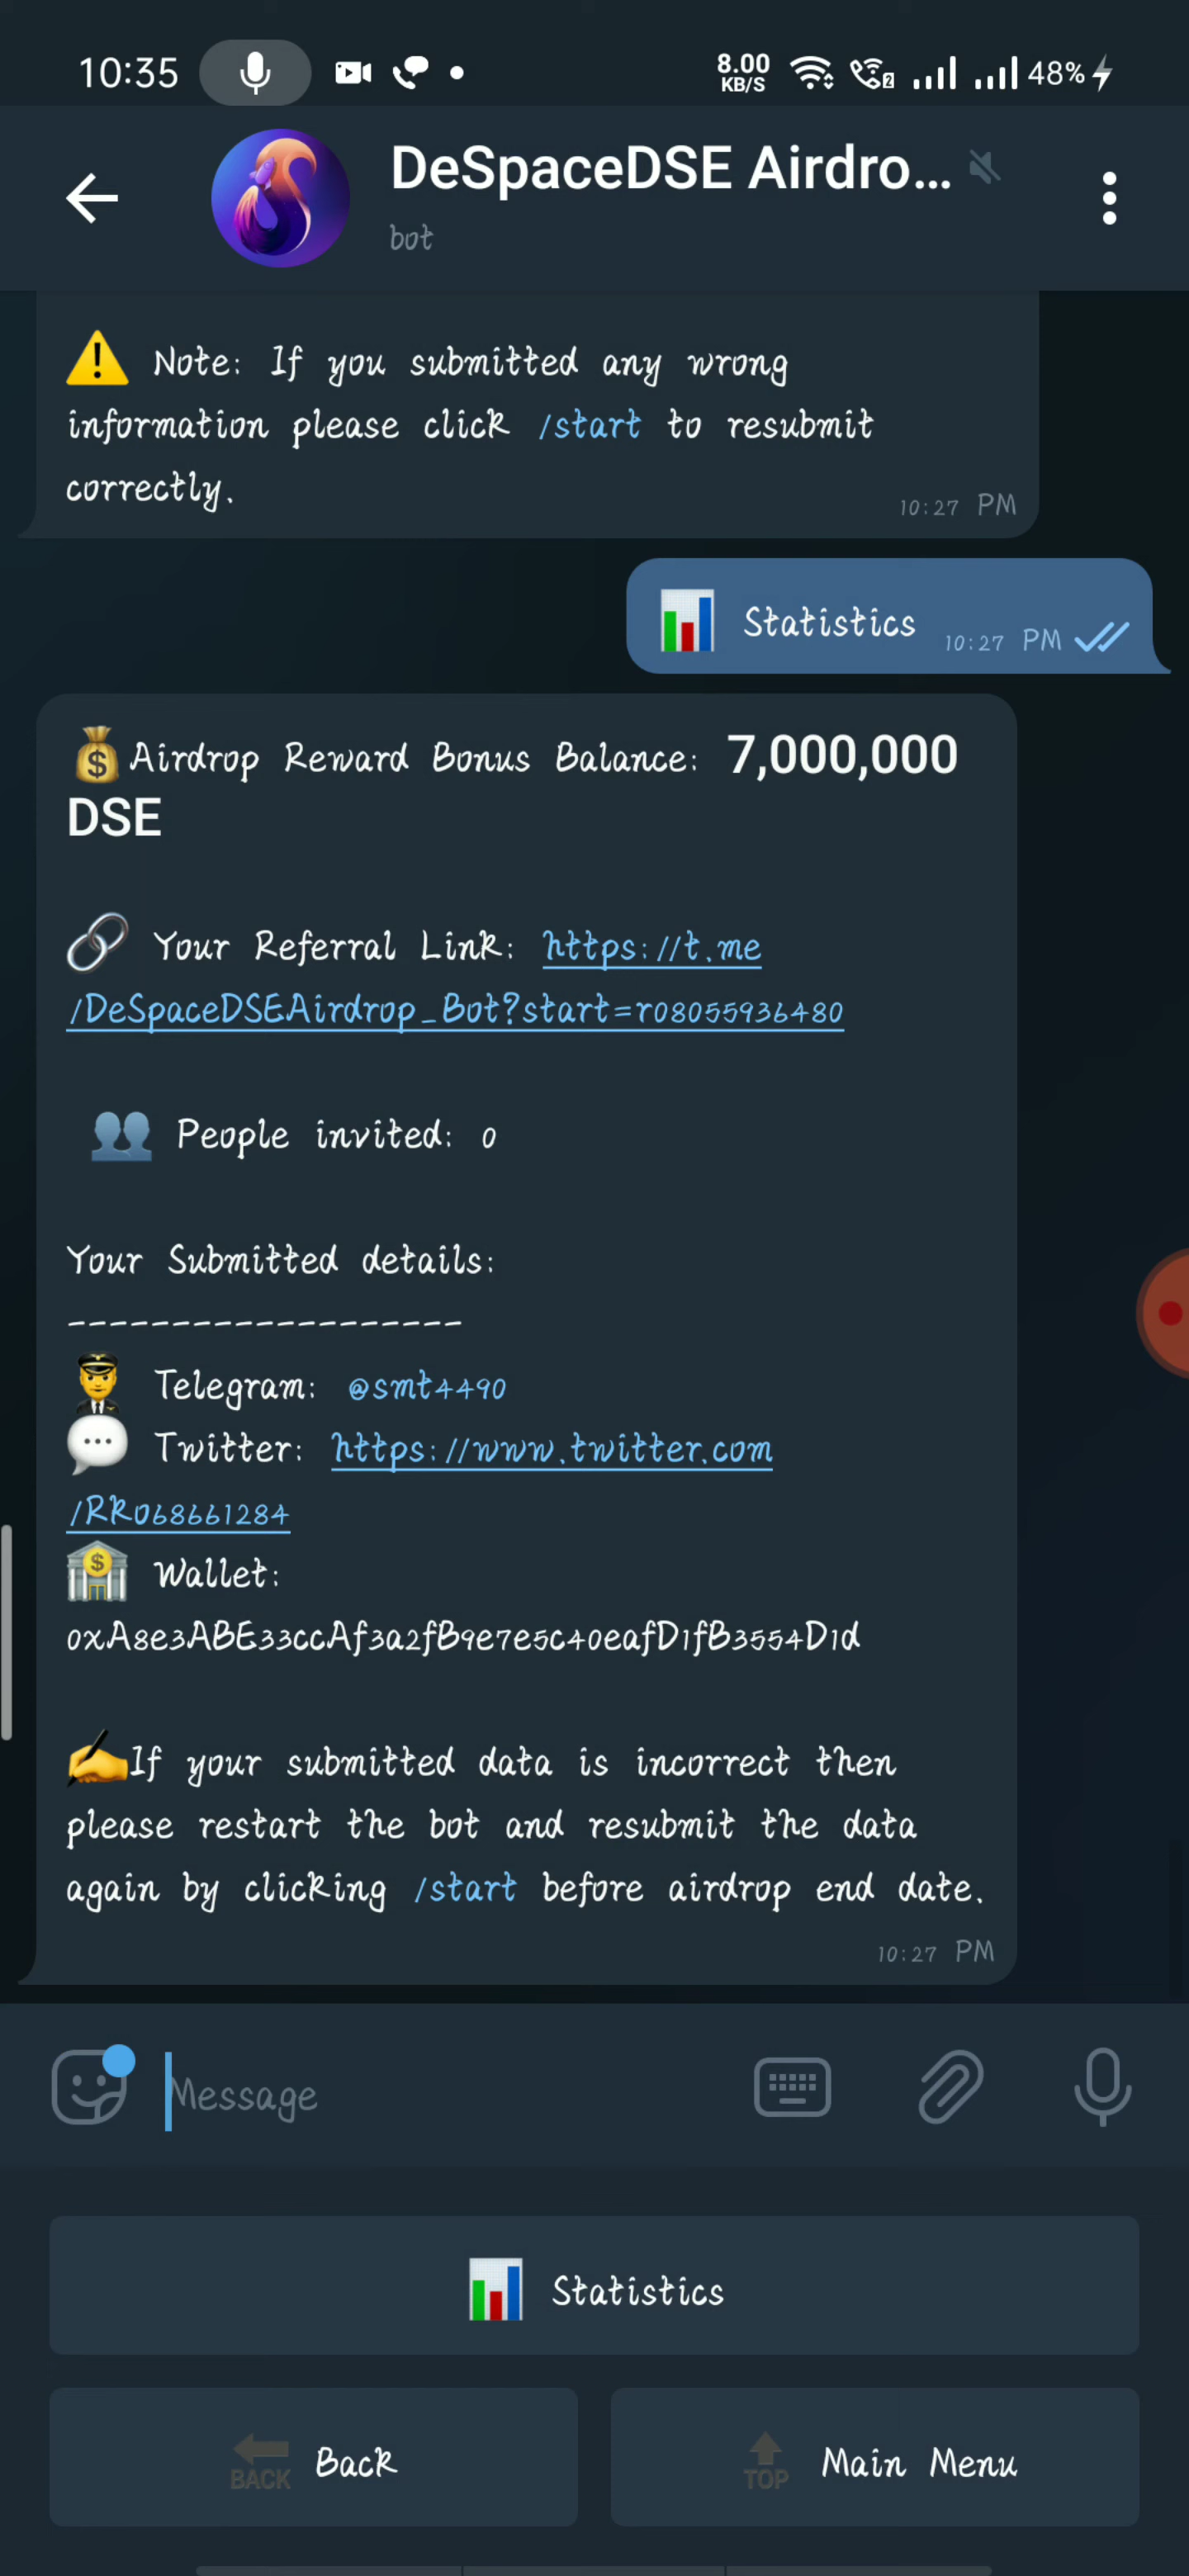 10:35
8.00
KB/S
48%
DeSpaceDSE Airdro...
bot
⚠️ Note: If you submitted any wrong
information please click /start to resubmit
correctly.
10:27 PM
📊 Statistics
10:27 PM
💰Airdrop Reward Bonus Balance: 7,000,000
DSE
🔗 Your Referral Link: https://t.me
/DeSpaceDSEAirdrop_Bot?start=r08055936480
👥 People invited: 0
Your Submitted details:
-------------------
👨‍✈️ Telegram: @smt4490
💬 Twitter: https://www.twitter.com
/RR068661284
🏦 Wallet:
0xA8e3ABE33ccAf3a2fB9e7e5c40eafD1fB3554D1d
✍️If your submitted data is incorrect then
please restart the bot and resubmit the data
again by clicking /start before airdrop end date.
10:27 PM
Message
📊 Statistics
BACK Back
TOP Main Menu